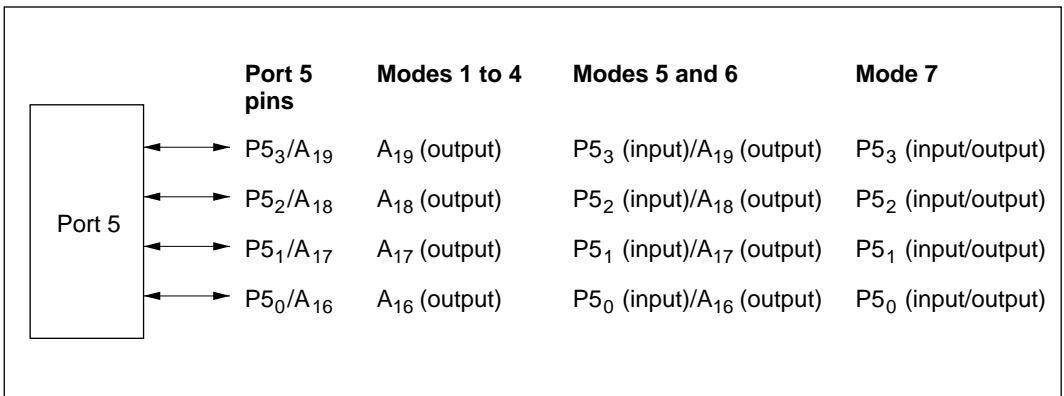 Port 5 pins Modes 1 to 4 Modes 5 and 6 Mode 7
P5₃/A₁₉ A₁₉ (output) P5₃ (input)/A₁₉ (output) P5₃ (input/output)
P5₂/A₁₈ A₁₈ (output) P5₂ (input)/A₁₈ (output) P5₂ (input/output)
Port 5
P5₁/A₁₇ A₁₇ (output) P5₁ (input)/A₁₇ (output) P5₁ (input/output)
P5₀/A₁₆ A₁₆ (output) P5₀ (input)/A₁₆ (output) P5₀ (input/output)